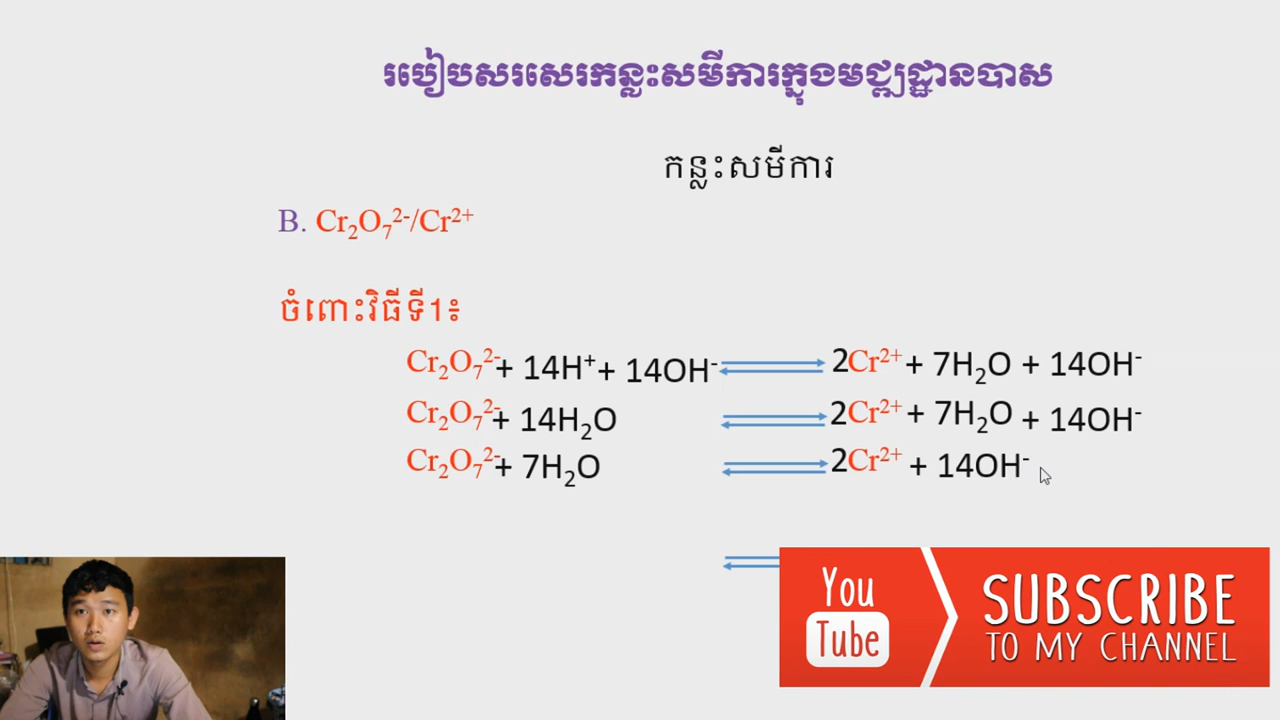 របៀបសរសេរកន្លះសមីការក្នុងមជ្ឈដ្ឋានបាស
កន្លះសមីការ
B. Cr₂O₇²⁻/Cr²⁺
ចំពោះវិធីទី1៖
Cr₂O₇²⁻ + 14H⁺ + 14OH⁻ ⇌ 2Cr²⁺ + 7H₂O + 14OH⁻
Cr₂O₇²⁻ + 14H₂O ⇌ 2Cr²⁺ + 7H₂O + 14OH⁻
Cr₂O₇²⁻ + 7H₂O ⇌ 2Cr²⁺ + 14OH⁻
⇌
You
Tube
SUBSCRIBE
TO MY CHANNEL